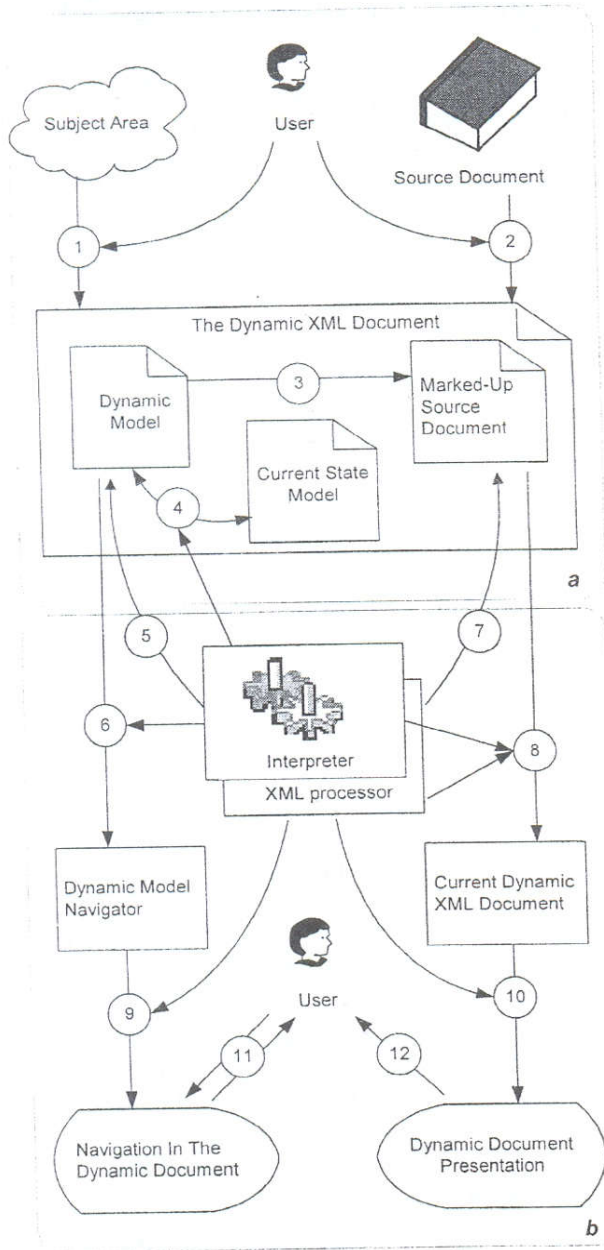 User
Subject Area
Source Document
1
2
The Dynamic XML Document
Dynamic
Model
3
Marked-Up
Source
Document
4
Current State
Model
a
5
7
6
Interpreter
8
XML processor
Dynamic Model
Navigator
Current Dynamic
XML Document
9
User
10
11
12
Navigation In The
Dynamic Document
Dynamic Document
Presentation
b